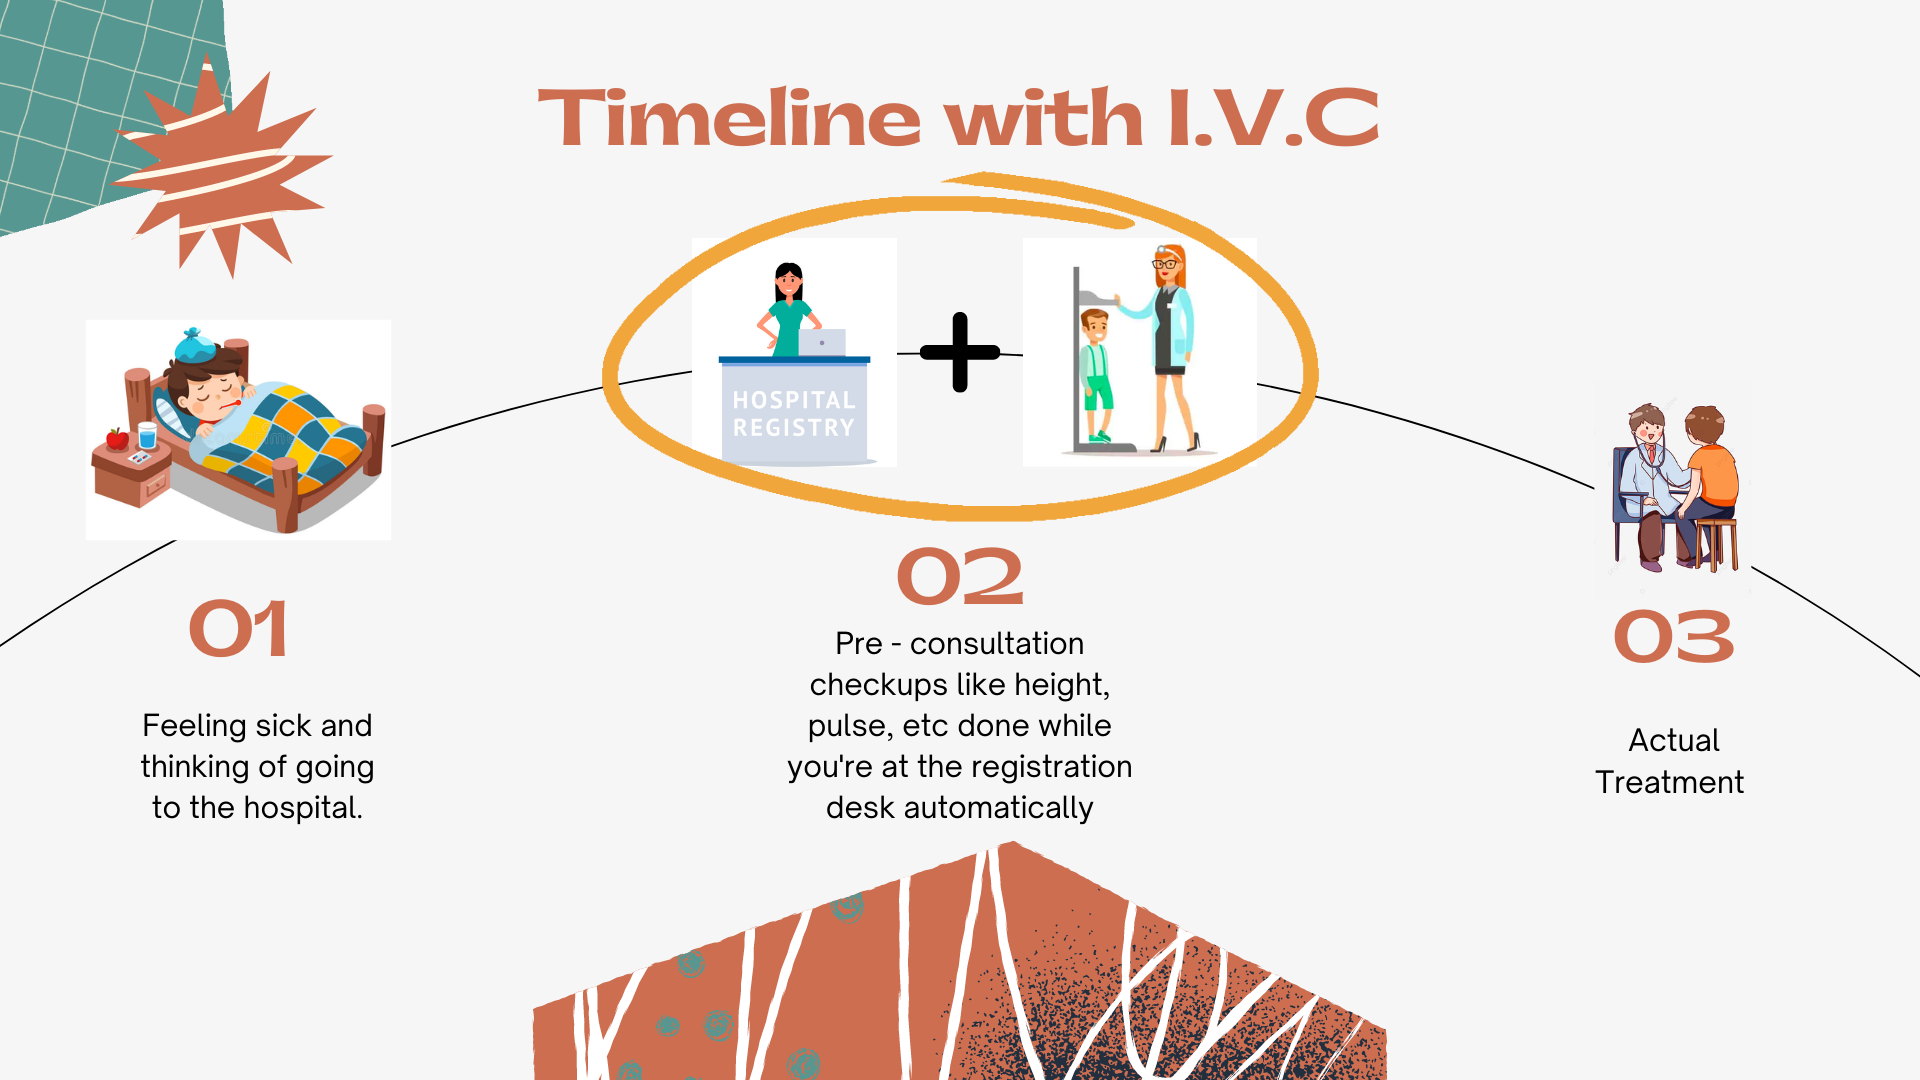 Timeline with I.V.C
HOSPITAL
REGISTRY
01
Feeling sick and
thinking of going
to the hospital.
02
Pre - consultation
checkups like height,
pulse, etc done while
you're at the registration
desk automatically
03
Actual
Treatment